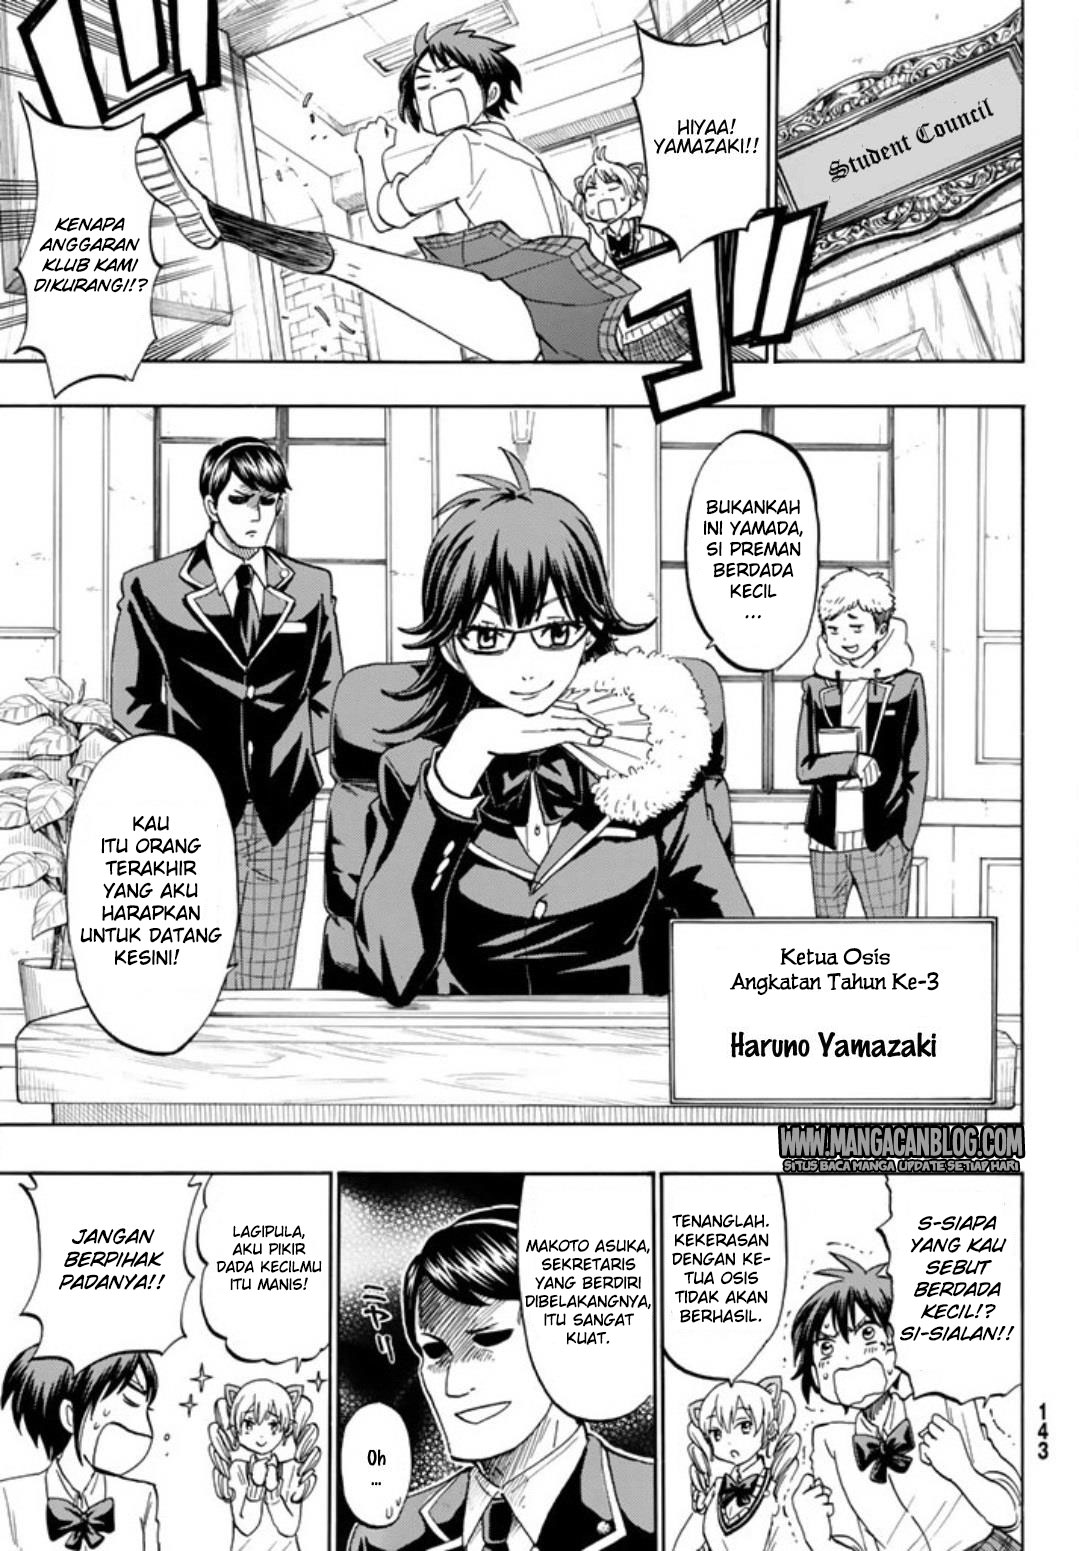 Student Council
HIYAA!
YAMAZAKI!!
KENAPA
ANGGARAN
KLUB KAMI
DIKURANGI!?
BUKANKAH
INI YAMADA,
SI PREMAN
BERDADA
KECIL
...
KAU
ITU ORANG
TERAKHIR
YANG AKU
HARAPKAN
UNTUK DATANG
KESINI!
Ketua Osis
Angkatan Tahun Ke-3
Haruno Yamazaki
WWW.MANGACANBLOG.COM
SITUS BACA MANGA UPDATE SETIAP HARI
S-SIAPA
YANG KAU
SEBUT
BERDADA
KECIL!?
SI-SIALAN!!
TENANGLAH.
KEKERASAN
DENGAN KE-
TUA OSIS
TIDAK AKAN
BERHASIL.
MAKOTO ASUKA,
SEKRETARIS
YANG BERDIRI
DIBELAKANGNYA,
ITU SANGAT
KUAT.
ニヤリ
Oh
...
LAGIPULA,
AKU PIKIR
DADA KECILMU
ITU MANIS!
JANGAN
BERPIHAK
PADANYA!!
143